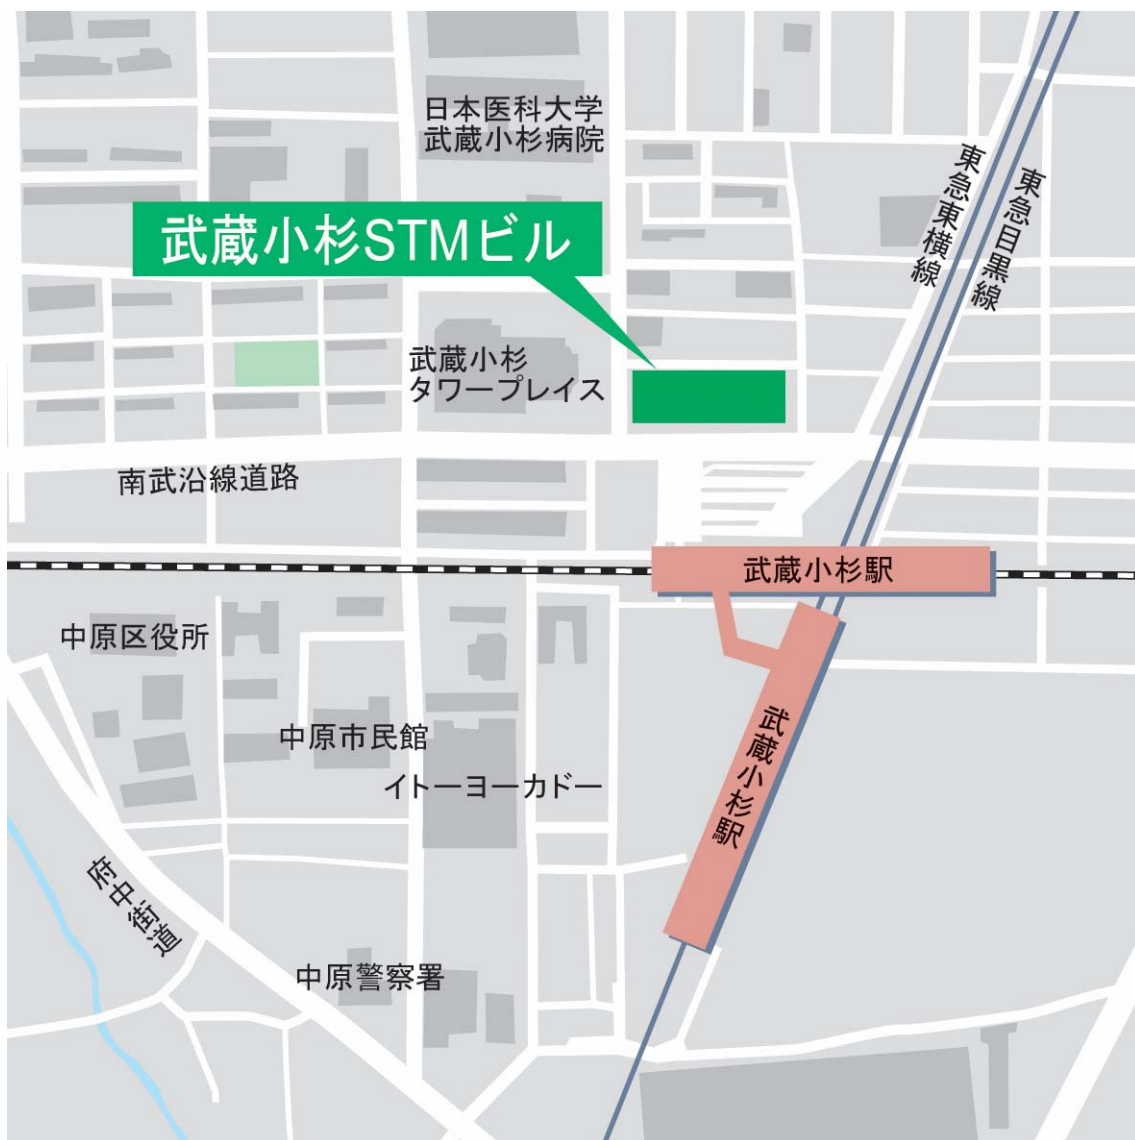 日本医科大学
武蔵小杉病院
東急東横線
東急目黒線
武蔵小杉STMビル
武蔵小杉
タワープレイス
南武沿線道路
武蔵小杉駅
中原区役所
武蔵小杉駅
中原市民館
イトーヨーカドー
府中街道
中原警察署